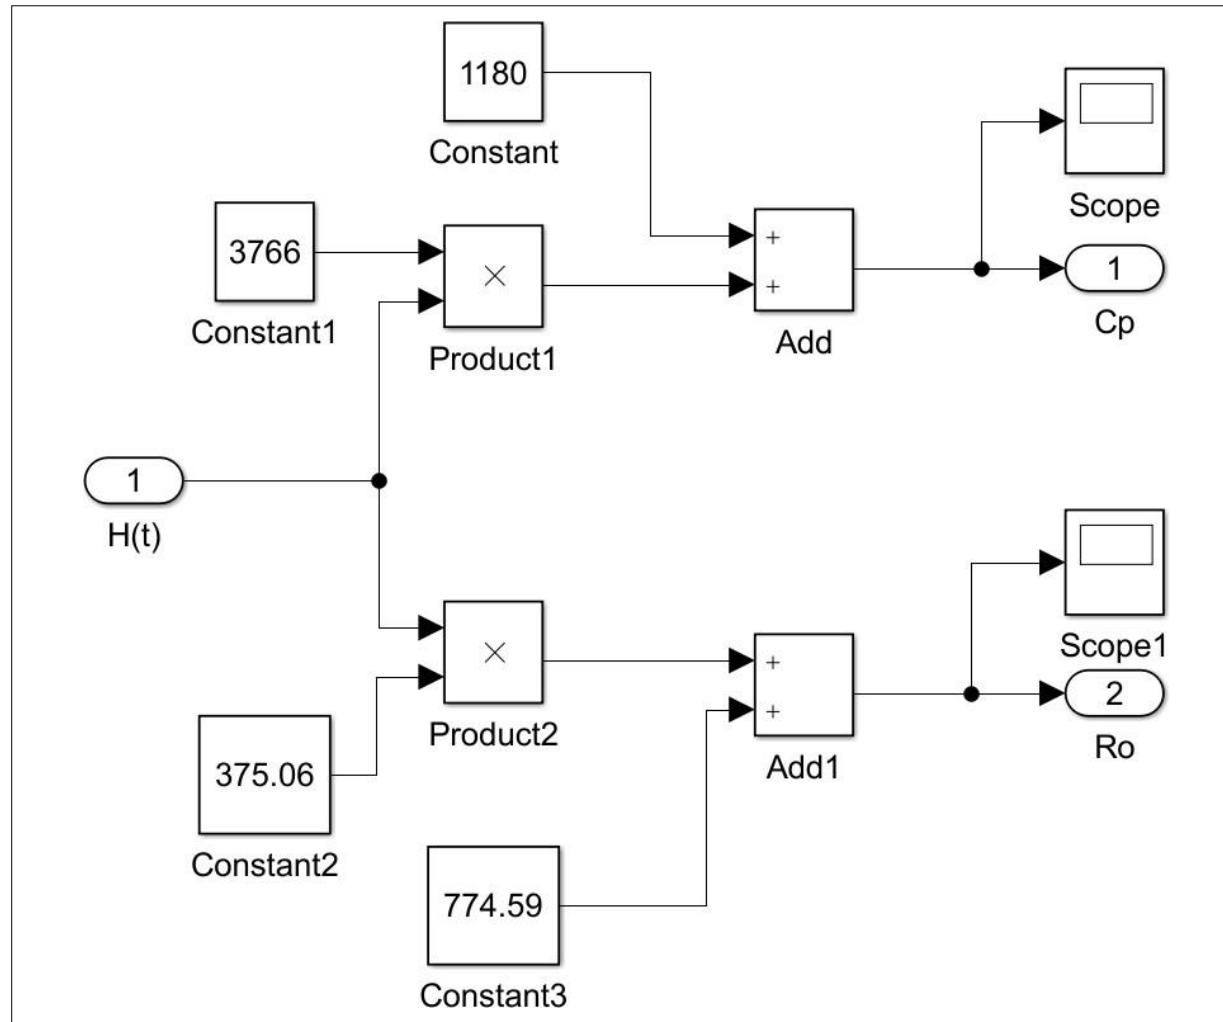 1180
Constant
3766
Constant1
×
Product1
+
+
Add
Scope
1
Cp
1
H(t)
×
Product2
375.06
Constant2
+
+
Add1
774.59
Constant3
Scope1
2
Ro